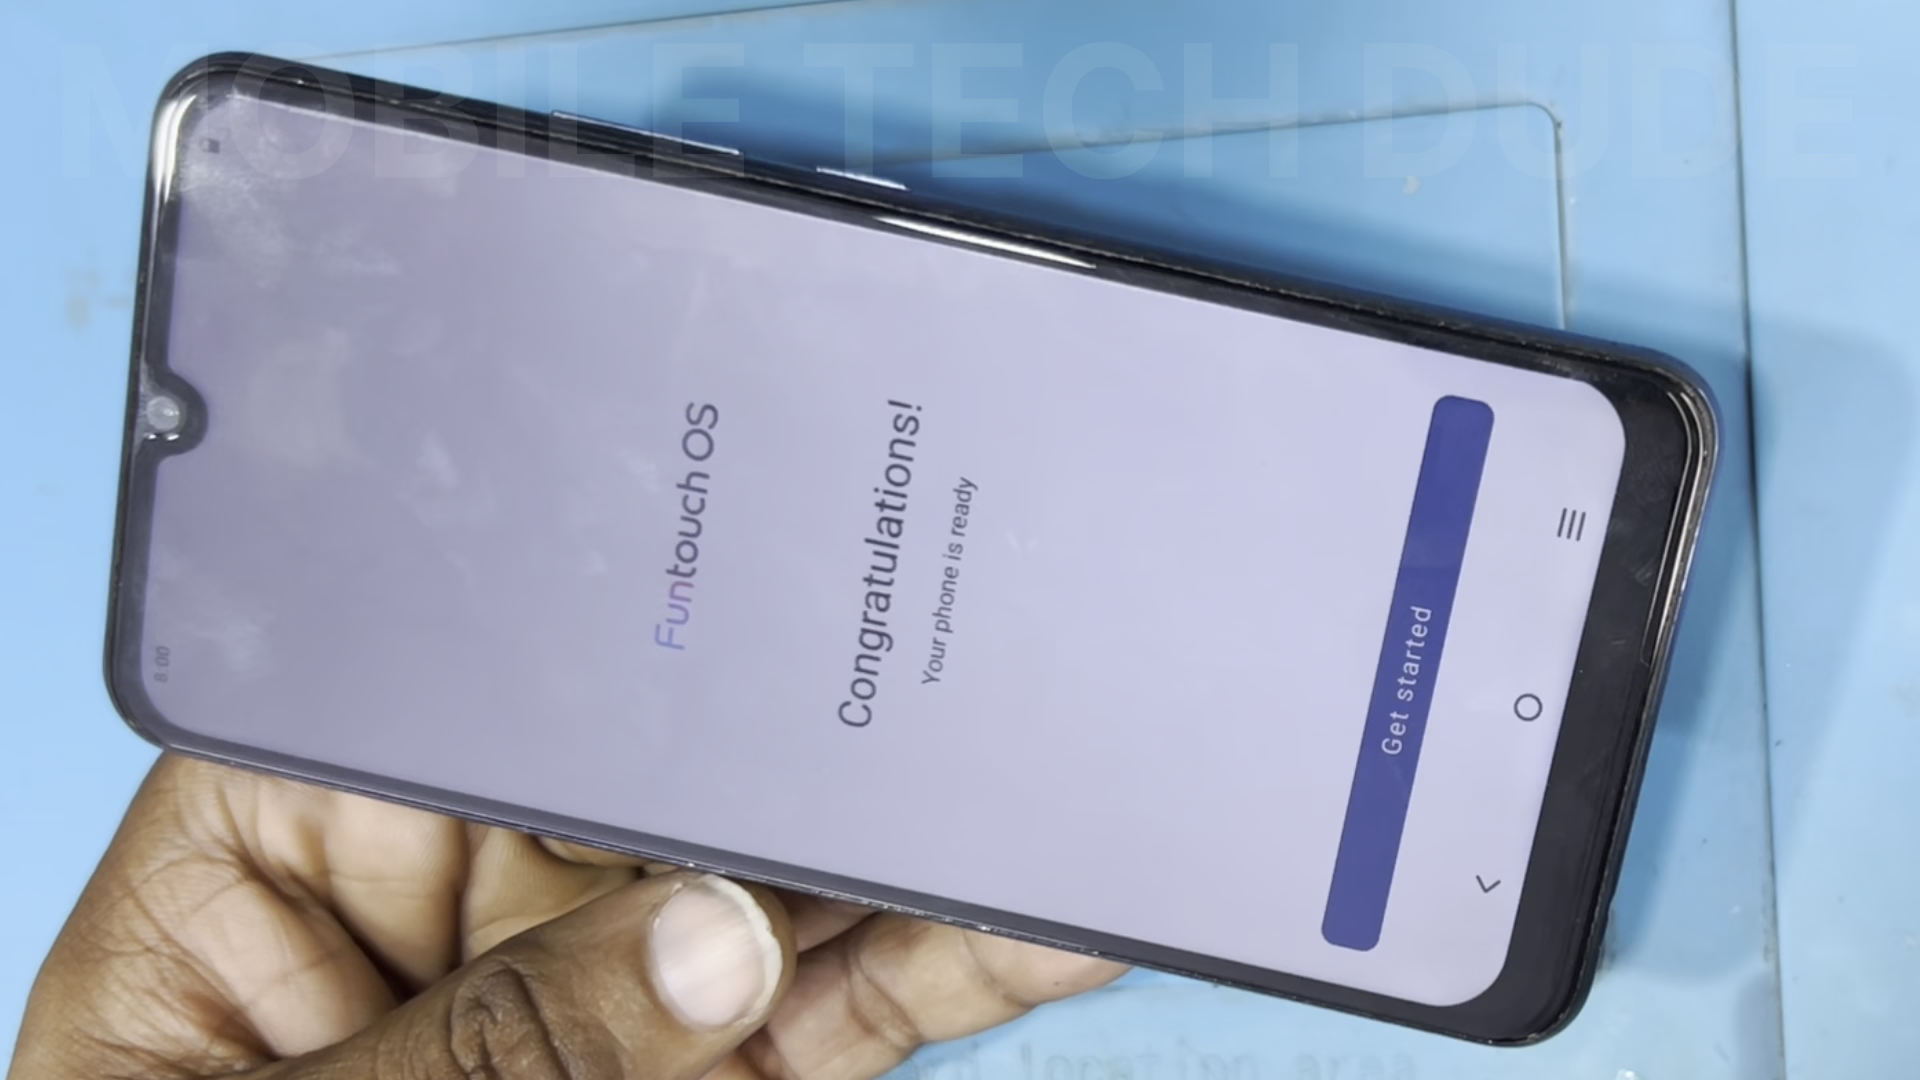 MOBILE TECH DUDE
8:00
Funtouch OS
Congratulations!
Your phone is ready
Get started